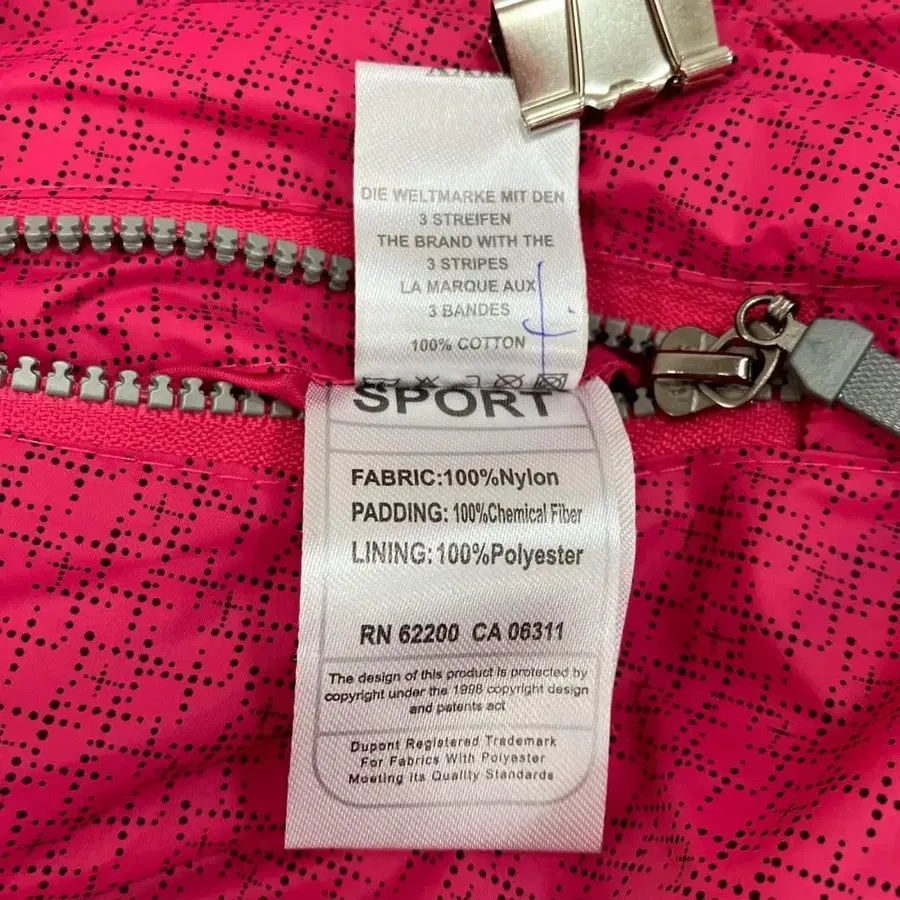 DIE WELTMARKE MIT DEN
3 STREIFEN
THE BRAND WITH THE
3 STRIPES
LA MARQUE AUX
3 BANDES
100% COTTON
SPORT
FABRIC:100%Nylon
PADDING: 100%Chemical Fiber
LINING:100%Polyester
RN 62200 CA 06311
The design of this product is protected by
copyright under the 1998 copyright design
and patents act
Dupont Registered Trademark
For Fabrics With Polyester
Meeting its Quality Standards